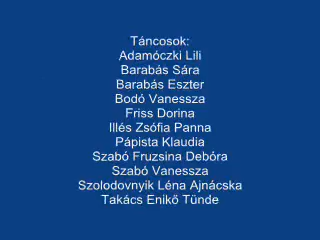 Táncosok:
Adamóczki Lili
Barabás Sára
Barabás Eszter
Bodó Vanessza
Friss Dorina
Illés Zsófia Panna
Pápista Klaudia
Szabó Fruzsina Debóra
Szabó Vanessza
Szolodovnyik Léna Ajnácska
Takács Enikő Tünde